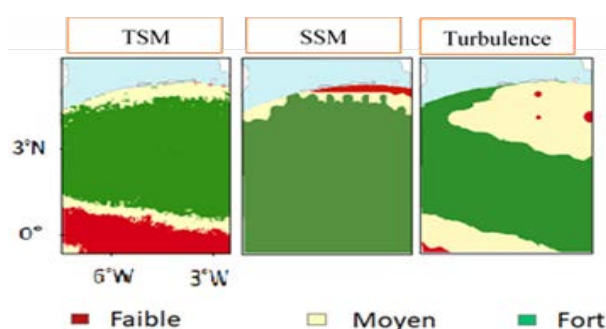 TSM SSM Turbulence
3°N
0°
6°W 3°W
Faible Moyen Fort